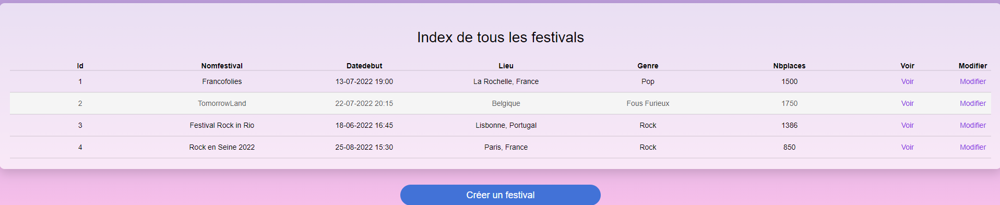 Index de tous les festivals
Id Nomfestival Datedebut Lieu Genre Nbplaces Voir Modifier
1 Francofolies 13-07-2022 19:00 La Rochelle, France Pop 1500 Voir Modifier
2 TomorrowLand 22-07-2022 20:15 Belgique Fous Furieux 1750 Voir Modifier
3 Festival Rock in Rio 18-06-2022 16:45 Lisbonne, Portugal Rock 1386 Voir Modifier
4 Rock en Seine 2022 25-08-2022 15:30 Paris, France Rock 850 Voir Modifier
Créer un festival